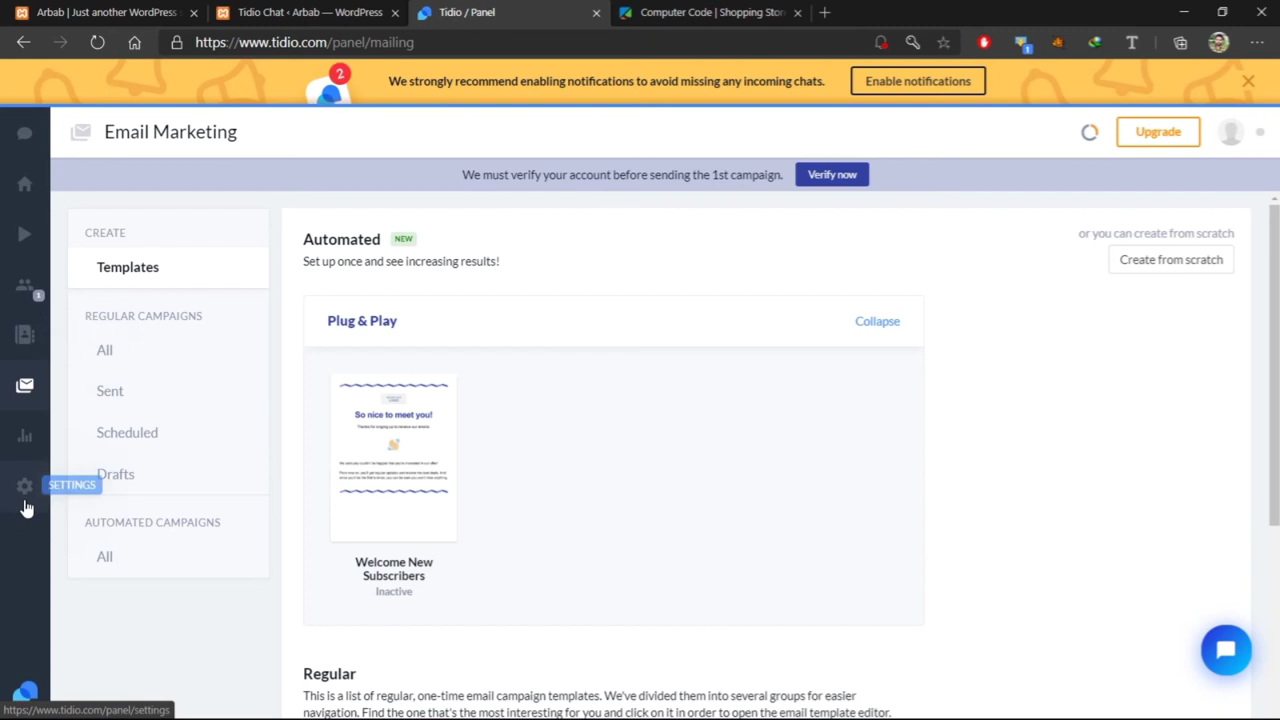 Arbab | Just another WordPress
Tidio Chat ‹ Arbab — WordPress
Tidio / Panel
Computer Code | Shopping Stor
https://www.tidio.com/panel/mailing
1
T
2
We strongly recommend enabling notifications to avoid missing any incoming chats.
Enable notifications
Email Marketing
Upgrade
We must verify your account before sending the 1st campaign.
Verify now
CREATE
Templates
REGULAR CAMPAIGNS
All
Sent
Scheduled
Drafts
AUTOMATED CAMPAIGNS
All
1
SETTINGS
Automated NEW
Set up once and see increasing results!
or you can create from scratch
Create from scratch
Plug & Play
Collapse
So nice to meet you!
Welcome New
Subscribers
Inactive
Regular
This is a list of regular, one-time email campaign templates. We've divided them into several groups for easier
navigation. Find the one that's the most interesting for you and click on it in order to open the email template editor.
https://www.tidio.com/panel/settings